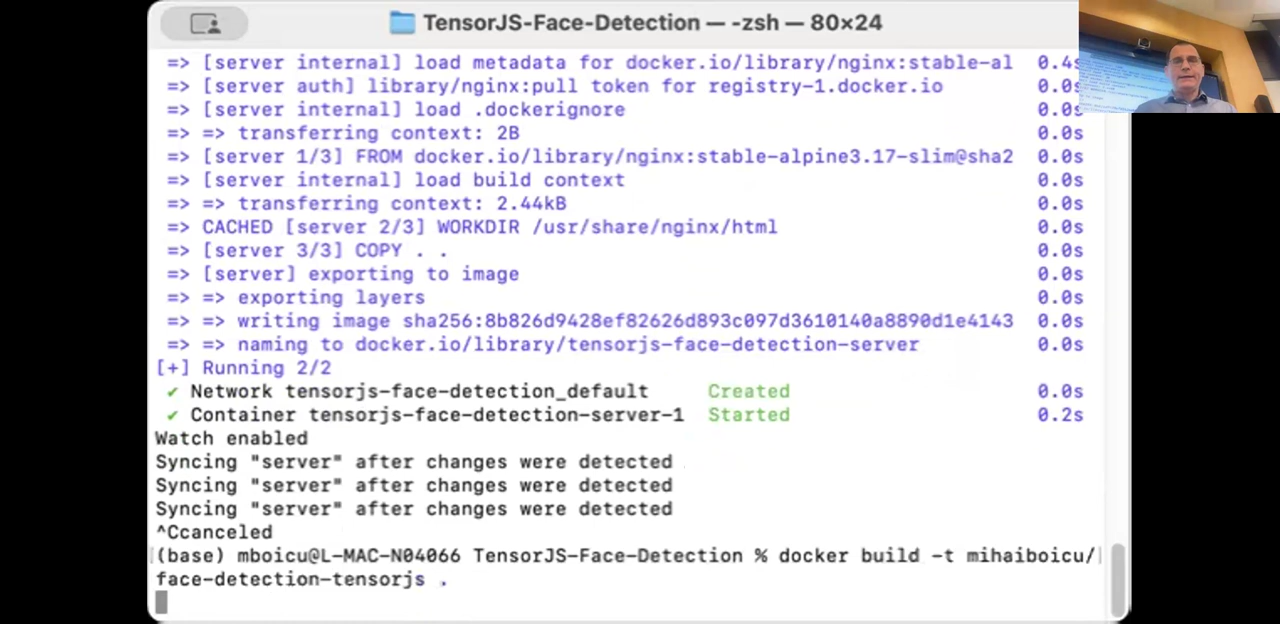 TensorJS-Face-Detection — -zsh — 80×24
=> [server internal] load metadata for docker.io/library/nginx:stable-al 0.4s
=> [server auth] library/nginx:pull token for registry-1.docker.io 0.0s
=> [server internal] load .dockerignore 0.0s
=> => transferring context: 2B 0.0s
=> [server 1/3] FROM docker.io/library/nginx:stable-alpine3.17-slim@sha2 0.0s
=> [server internal] load build context 0.0s
=> => transferring context: 2.44kB 0.0s
=> CACHED [server 2/3] WORKDIR /usr/share/nginx/html 0.0s
=> [server 3/3] COPY . . 0.0s
=> [server] exporting to image 0.0s
=> => exporting layers 0.0s
=> => writing image sha256:8b826d9428ef82626d893c097d3610140a8890d1e4143 0.0s
=> => naming to docker.io/library/tensorjs-face-detection-server 0.0s
[+] Running 2/2
✔ Network tensorjs-face-detection_default Created 0.0s
✔ Container tensorjs-face-detection-server-1 Started 0.2s
Watch enabled
Syncing "server" after changes were detected
Syncing "server" after changes were detected
Syncing "server" after changes were detected
^Ccanceled
(base) mboicu@L-MAC-N04066 TensorJS-Face-Detection % docker build -t mihaiboicu/
face-detection-tensorjs .